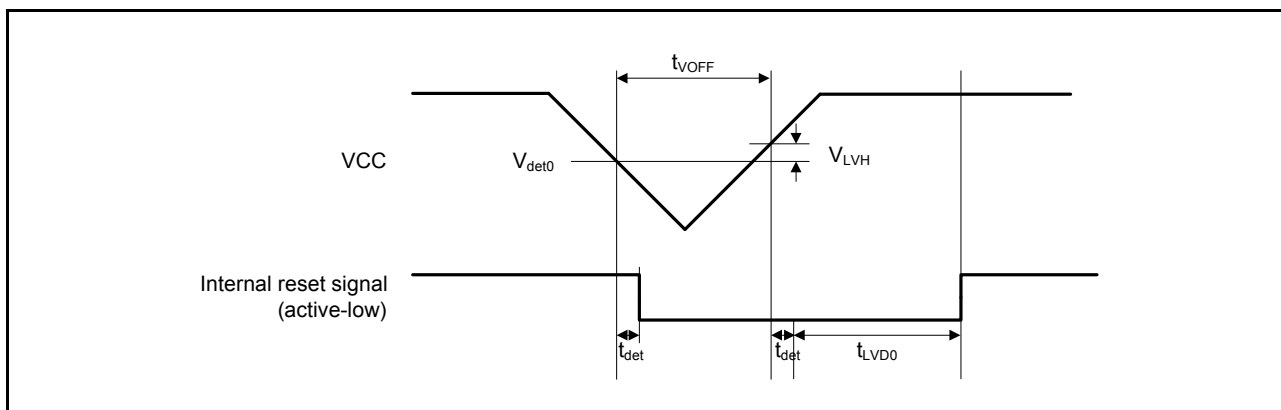 tVOFF
VCC
Vdet0
VLVH
Internal reset signal
(active-low)
tdet
tdet
tLVD0